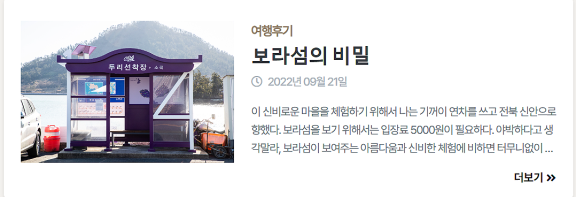 여행후기
보라섬의 비밀
2022년 09월 21일
이 신비로운 마을을 체험하기 위해서 나는 기꺼이 연차를 쓰고 전북 신안으로
향했다. 보라섬을 보기 위해서는 입장료 5000원이 필요하다. 야박하다고 생
각말라, 보라섬이 보여주는 아름다움과 신비한 체험에 비하면 터무니없이 ...
더보기 »
두리선착장